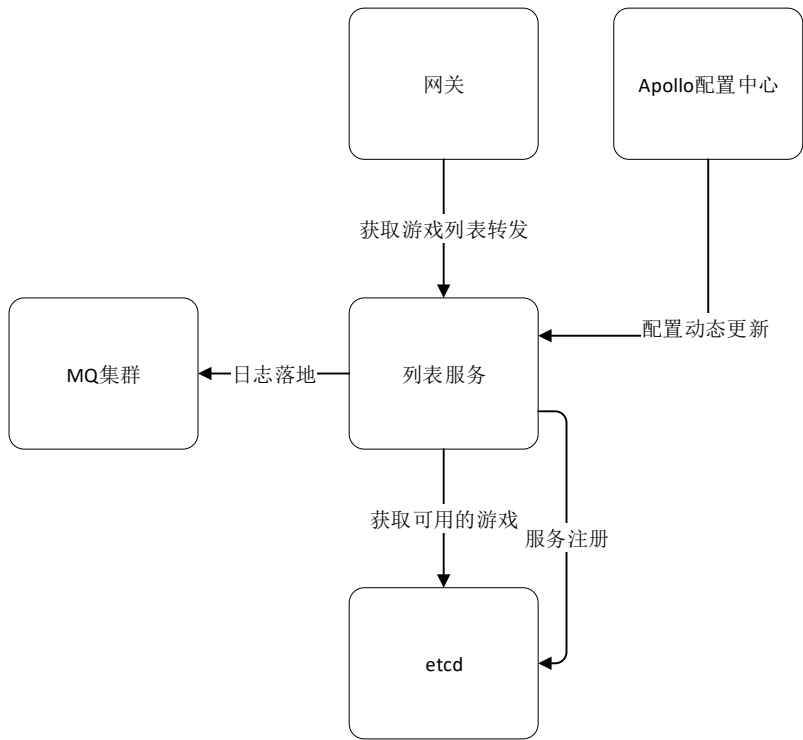 网关
Apollo配置中心
获取游戏列表转发
配置动态更新
MQ集群
日志落地
列表服务
获取可用的游戏
服务注册
etcd